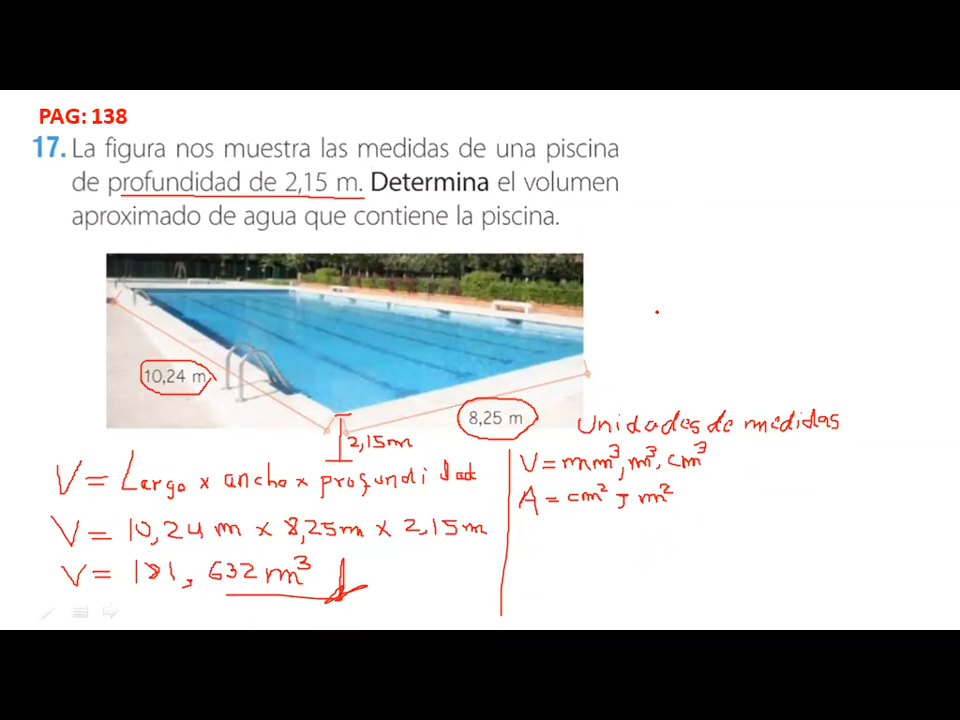 PAG: 138
17. La figura nos muestra las medidas de una piscina
de profundidad de 2,15 m. Determina el volumen
aproximado de agua que contiene la piscina.
10,24 m
8,25 m
2,15m
Unidades de medidas
V = Largo x ancho x profundidad
V = 10,24 m x 8,25m x 2,15m
V = 181,632 m³
V = mm³, m³, cm³
A = cm² y m²